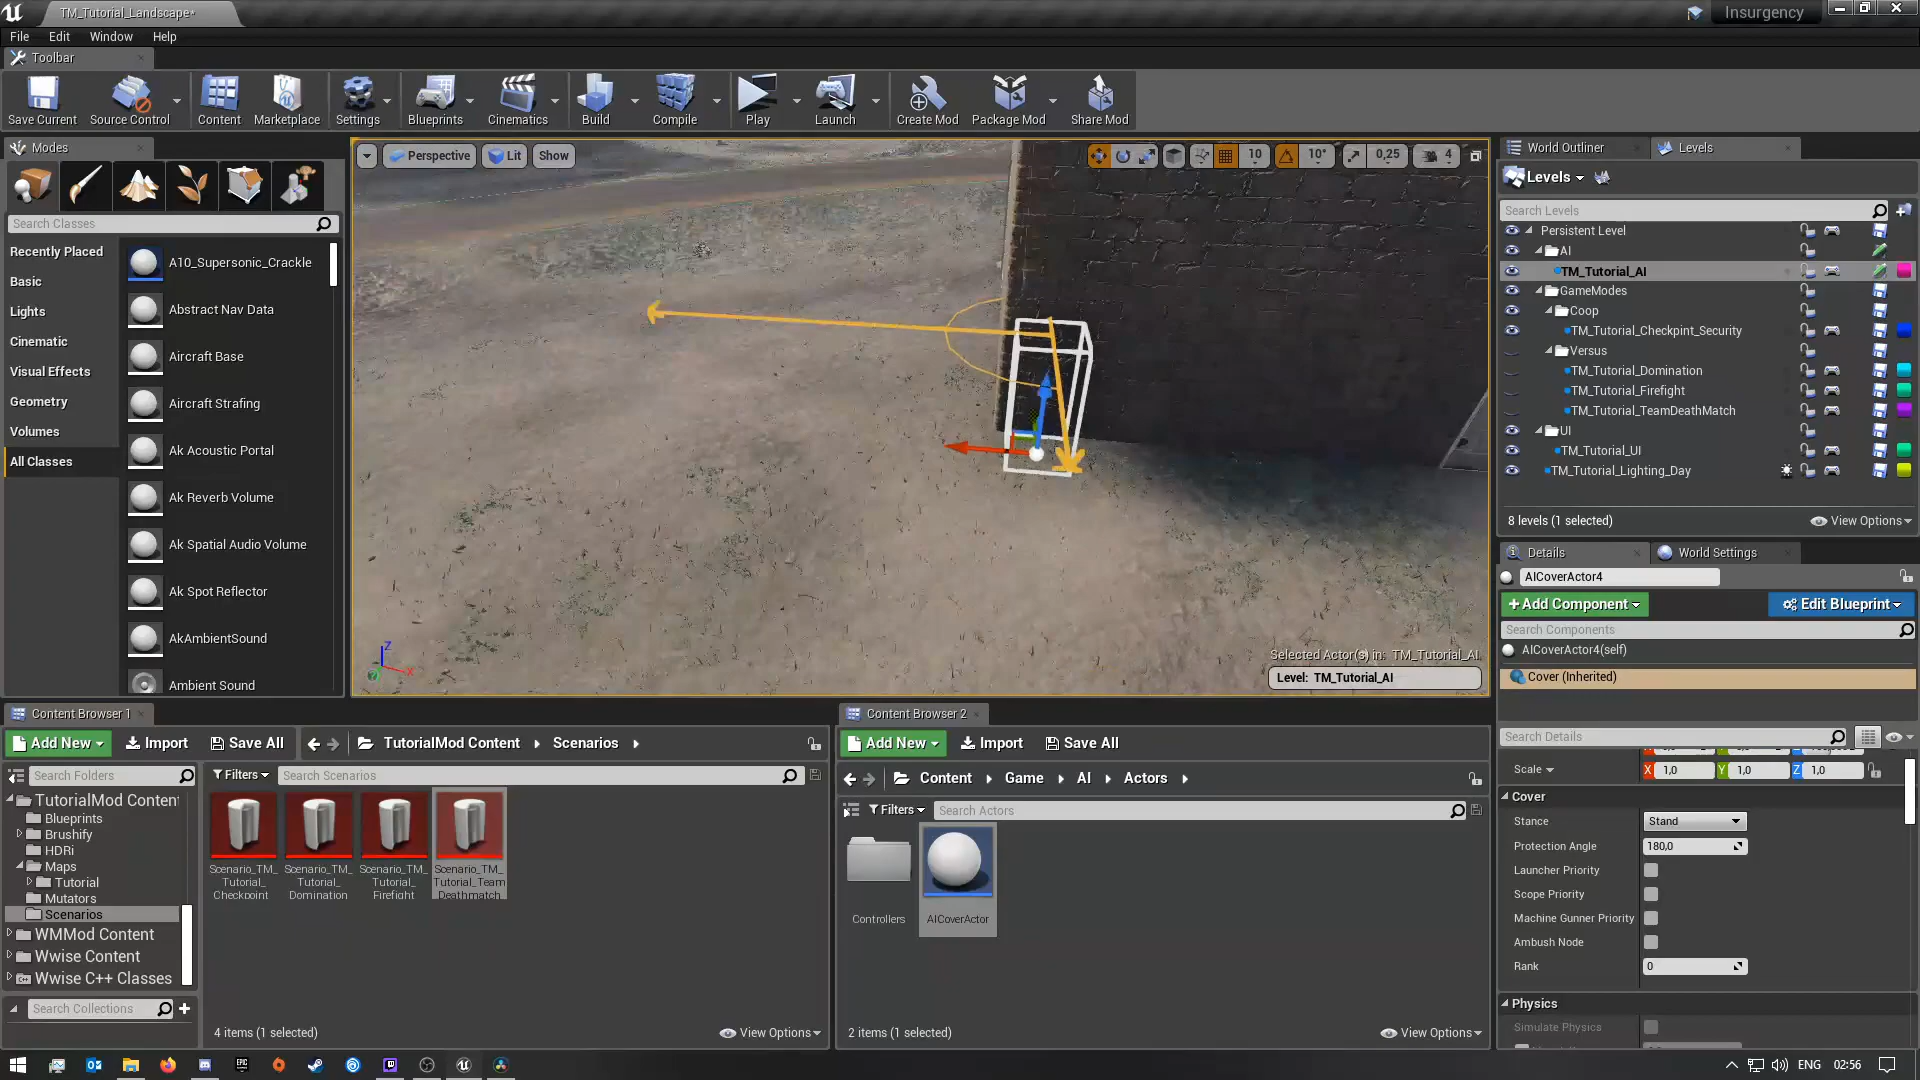 TM_Tutorial_Landscape*
Insurgency
File Edit Window Help
Toolbar
Save Current Source Control Content Marketplace Settings Blueprints Cinematics Build Compile Play Launch Create Mod Package Mod Share Mod
Modes
Search Classes
Recently Placed
Basic
Lights
Cinematic
Visual Effects
Geometry
Volumes
All Classes
A10_Supersonic_Crackle
Abstract Nav Data
Aircraft Base
Aircraft Strafing
Ak Acoustic Portal
Ak Reverb Volume
Ak Spatial Audio Volume
Ak Spot Reflector
AkAmbientSound
Ambient Sound
Perspective Lit Show
10 10° 0,25 4
Z
X
Selected Actor(s) in: TM_Tutorial_AI
Level: TM_Tutorial_AI
World Outliner Levels
Levels
Search Levels
Persistent Level
AI
TM_Tutorial_AI
GameModes
Coop
TM_Tutorial_Checkpint_Security
Versus
TM_Tutorial_Domination
TM_Tutorial_Firefight
TM_Tutorial_TeamDeathMatch
UI
TM_Tutorial_UI
TM_Tutorial_Lighting_Day
8 levels (1 selected) View Options
Details World Settings
AICoverActor4
+Add Component Edit Blueprint
Search Components
AICoverActor4(self)
Cover (Inherited)
Search Details
Scale X 1,0 Y 1,0 Z 1,0
Cover
Stance Stand
Protection Angle 180,0
Launcher Priority
Scope Priority
Machine Gunner Priority
Ambush Node
Rank 0
Physics
Simulate Physics
Content Browser 1
Add New Import Save All TutorialMod Content Scenarios
Search Folders
Filters Search Scenarios
TutorialMod Content
Blueprints
Brushify
HDRi
Maps
Tutorial
Mutators
Scenarios
WMMod Content
Wwise Content
Wwise C++ Classes
Search Collections
Scenario_TM_
Tutorial_
Checkpoint
Scenario_TM_
Tutorial_
Domination
Scenario_TM_
Tutorial_
Firefight
Scenario_TM_
Tutorial_Team
Deathmatch
4 items (1 selected) View Options
Content Browser 2
Add New Import Save All
Content Game AI Actors
Filters Search Actors
Controllers
AICoverActor
2 items (1 selected) View Options
EPIC
ENG 02:56